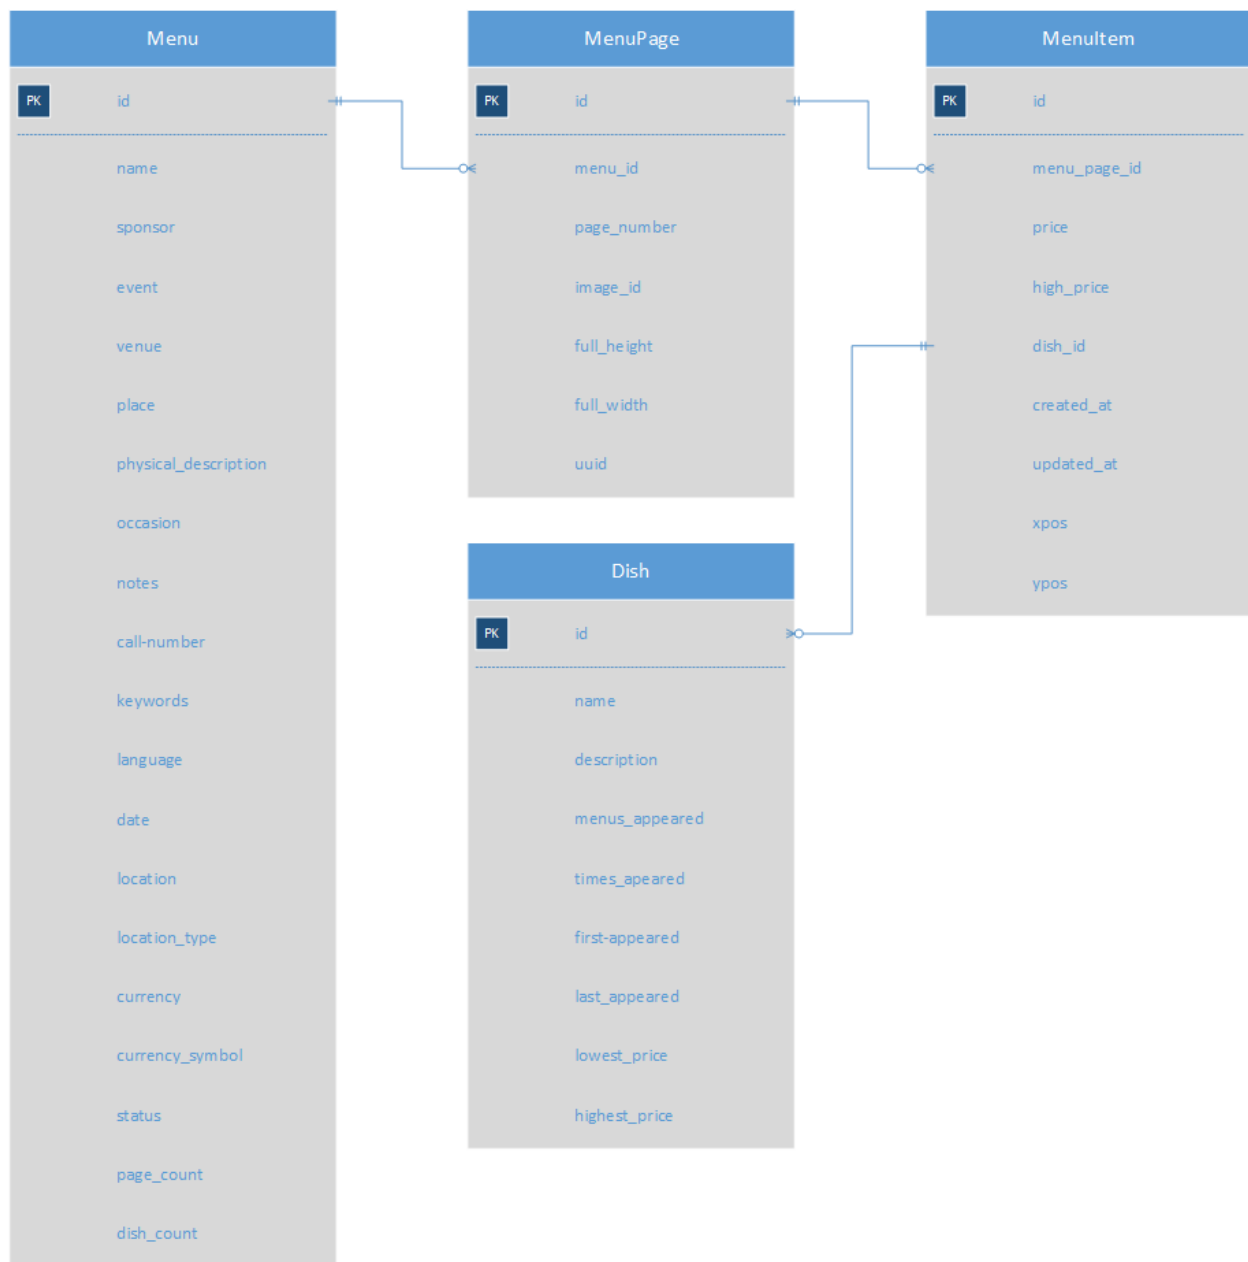 Menu
PK id
name
sponsor
event
venue
place
physical_description
occasion
notes
call-number
keywords
language
date
location
location_type
currency
currency_symbol
status
page_count
dish_count
MenuPage
PK id
menu_id
page_number
image_id
full_height
full_width
uuid
Dish
PK id
name
description
menus_appeared
times_apeared
first-appeared
last_appeared
lowest_price
highest_price
MenuItem
PK id
menu_page_id
price
high_price
dish_id
created_at
updated_at
xpos
ypos